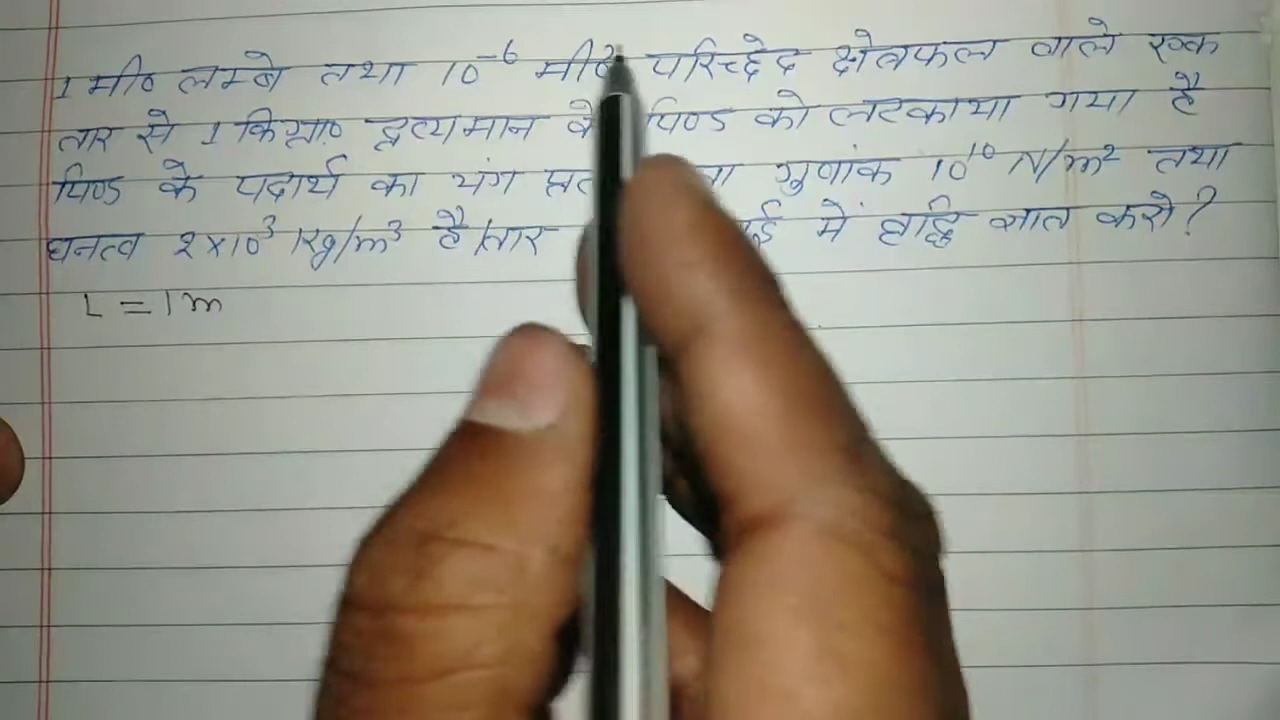 1 मी० लम्बे तथा 10⁻⁶ मी० परिच्छेद क्षेत्रफल वाले एक
तार से 1 किग्रा० द्रव्यमान के पिण्ड को लटकाया गया है
पिण्ड के पदार्थ का यंग गुणांक 10¹⁰ N/m² तथा
घनत्व 2×10³ Kg/m³ है/तार में वृद्धि ज्ञात करो?
L = 1 m